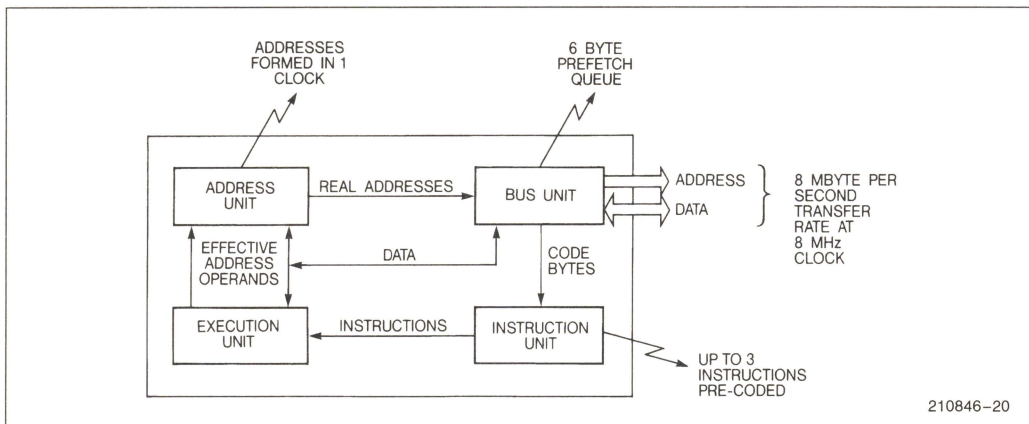 ADDRESSES
FORMED IN 1
CLOCK
6 BYTE
PREFETCH
QUEUE
ADDRESS
UNIT
REAL ADDRESSES
BUS UNIT
ADDRESS
DATA
8 MBYTE PER
SECOND
TRANSFER
RATE AT
8 MHz
CLOCK
EFFECTIVE
ADDRESS
OPERANDS
DATA
CODE
BYTES
EXECUTION
UNIT
INSTRUCTIONS
INSTRUCTION
UNIT
UP TO 3
INSTRUCTIONS
PRE-CODED
210846-20